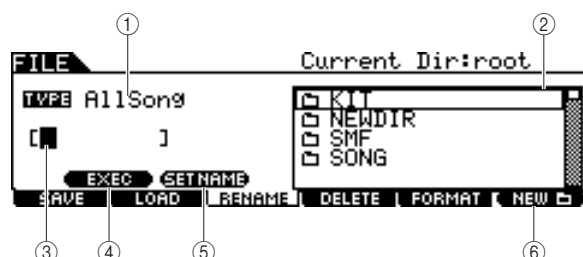 ① ②
FILE Current Dir:root
TYPE AllSong
KIT
NEWDIR
[ ]
SMF
SONG
EXEC SETNAME
SAVE LOAD RENAME DELETE FORMAT NEW
③ ④ ⑤ ⑥